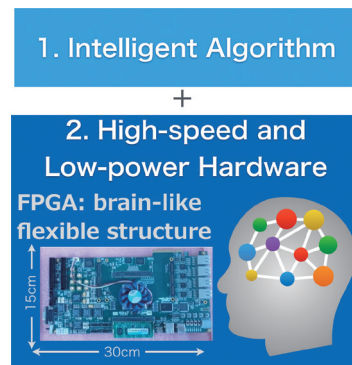 1. Intelligent Algorithm
+
2. High-speed and
Low-power Hardware
FPGA: brain-like
flexible structure
15cm
30cm